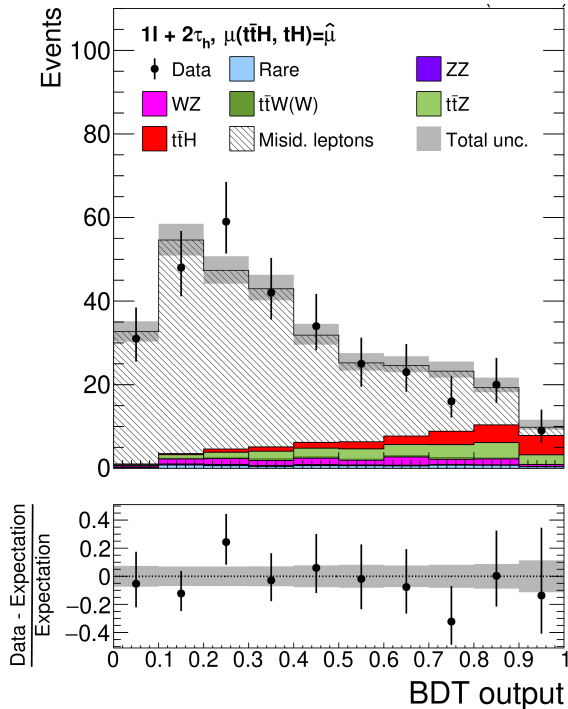 1l + 2τh, μ(tt̄H, tH)=μ̂
Data Rare ZZ
WZ tt̄W(W) tt̄Z
tt̄H Misid. leptons Total unc.
Events
100
80
60
40
20
0
Data - Expectation
Expectation
0.4
0.2
0
−0.2
−0.4
0 0.1 0.2 0.3 0.4 0.5 0.6 0.7 0.8 0.9 1
BDT output